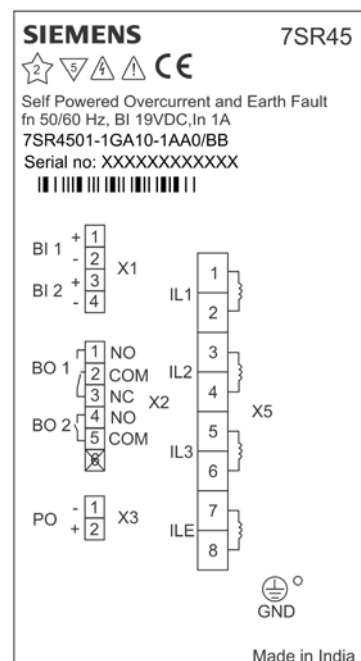 SIEMENS 7SR45
2 5 CE
Self Powered Overcurrent and Earth Fault
fn 50/60 Hz, BI 19VDC,In 1A
7SR4501-1GA10-1AA0/BB
Serial no: XXXXXXXXXXXX
BI 1 + 1
- 2
X1
BI 2 + 3
- 4
BO 1
1 NO
2 COM
3 NC
X2
BO 2
4 NO
5 COM
6
PO - 1
+ 2
X3
IL1
1
2
IL2
3
4
X5
IL3
5
6
ILE
7
8
GND
Made in India